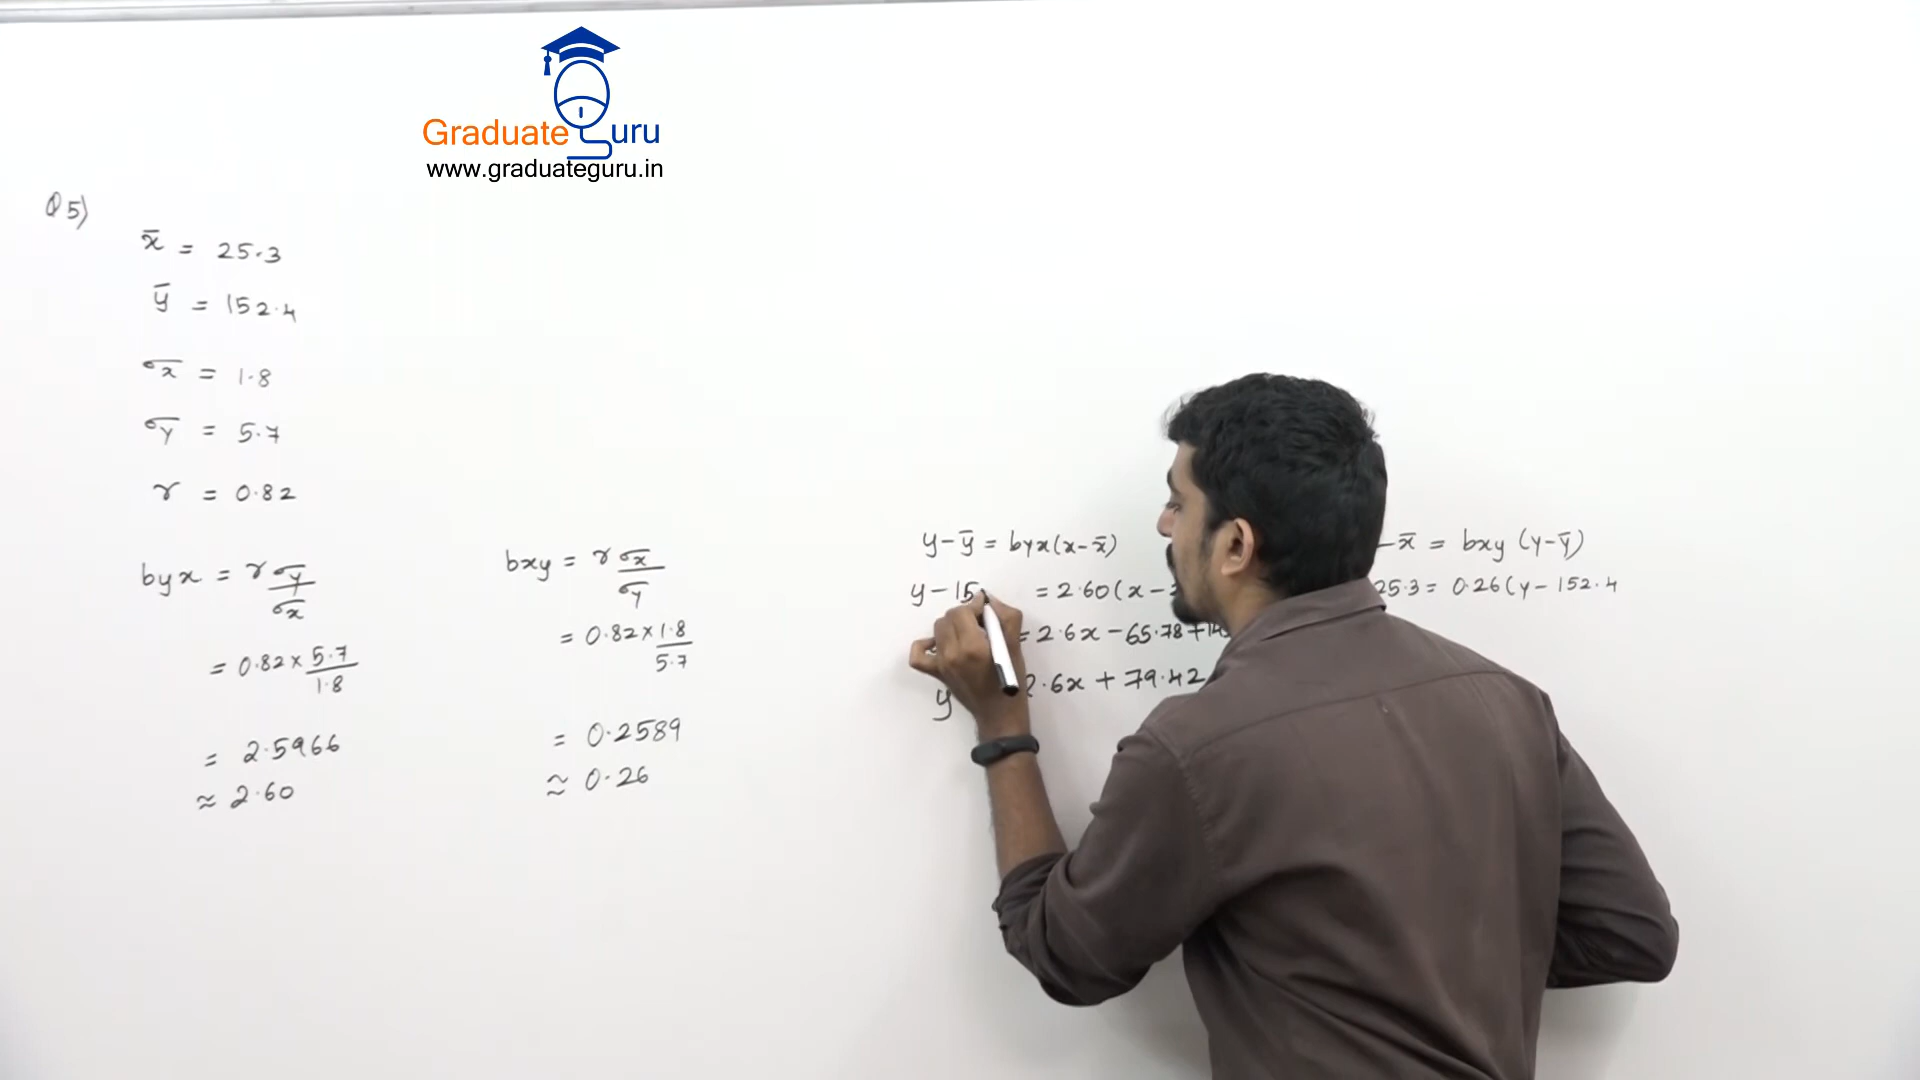 Graduate Guru
www.graduateguru.in
Q5)
x̄ = 25.3
ȳ = 152.4
σx = 1.8
σy = 5.7
r = 0.82
byx = r σy/σx
= 0.82 × 5.7/1.8
= 2.5966
≈ 2.60
bxy = r σx/σy
= 0.82 × 1.8/5.7
= 0.2589
≈ 0.26
y - ȳ = byx(x - x̄)
y - 15 = 2.60(x -
= 2.6x - 65.78 +
y 2.6x + 79.42
- x̄ = bxy (y - ȳ)
25.3 = 0.26(y - 152.4